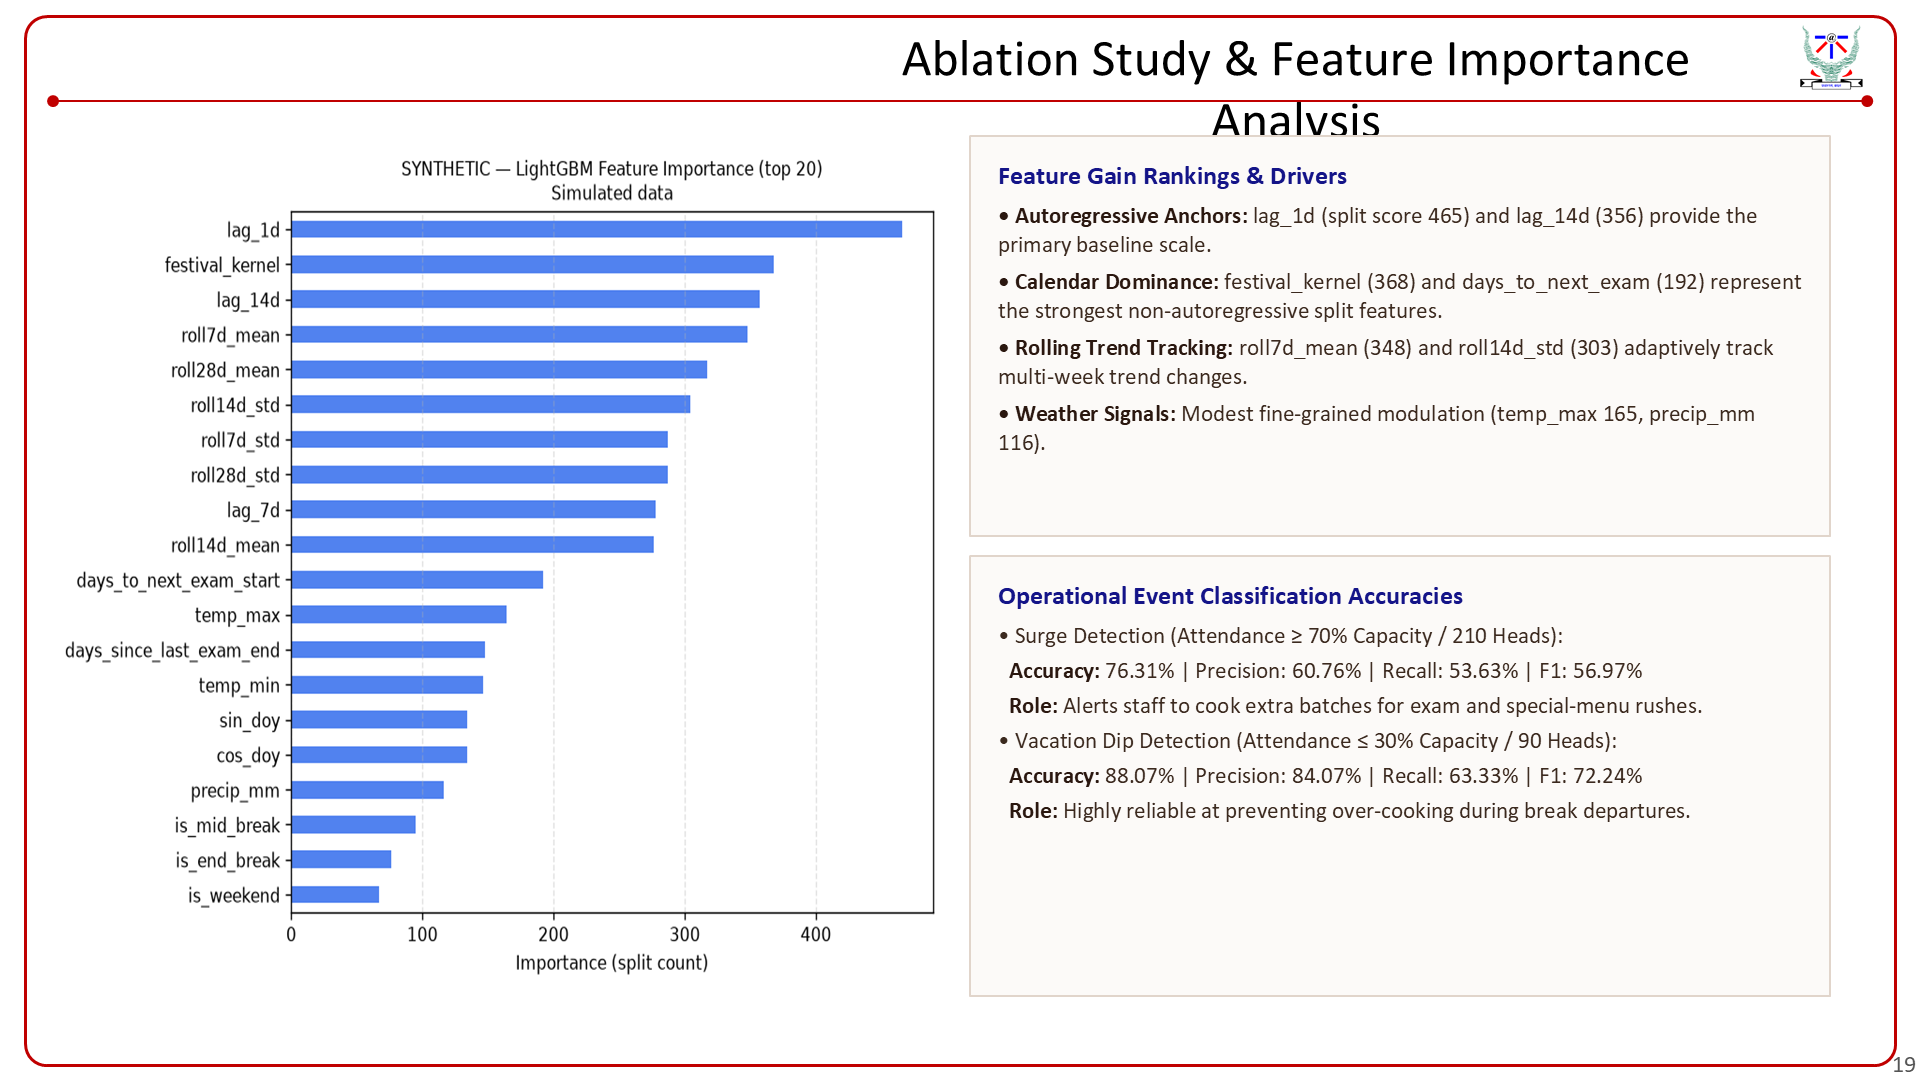 Ablation Study & Feature Importance
Analysis
SYNTHETIC — LightGBM Feature Importance (top 20)
Simulated data
lag_1d
festival_kernel
lag_14d
roll7d_mean
roll28d_mean
roll14d_std
roll7d_std
roll28d_std
lag_7d
roll14d_mean
days_to_next_exam_start
temp_max
days_since_last_exam_end
temp_min
sin_doy
cos_doy
precip_mm
is_mid_break
is_end_break
is_weekend
0 100 200 300 400
Importance (split count)
Feature Gain Rankings & Drivers
• Autoregressive Anchors: lag_1d (split score 465) and lag_14d (356) provide the
primary baseline scale.
• Calendar Dominance: festival_kernel (368) and days_to_next_exam (192) represent
the strongest non-autoregressive split features.
• Rolling Trend Tracking: roll7d_mean (348) and roll14d_std (303) adaptively track
multi-week trend changes.
• Weather Signals: Modest fine-grained modulation (temp_max 165, precip_mm
116).
Operational Event Classification Accuracies
• Surge Detection (Attendance ≥ 70% Capacity / 210 Heads):
Accuracy: 76.31% | Precision: 60.76% | Recall: 53.63% | F1: 56.97%
Role: Alerts staff to cook extra batches for exam and special-menu rushes.
• Vacation Dip Detection (Attendance ≤ 30% Capacity / 90 Heads):
Accuracy: 88.07% | Precision: 84.07% | Recall: 63.33% | F1: 72.24%
Role: Highly reliable at preventing over-cooking during break departures.
19